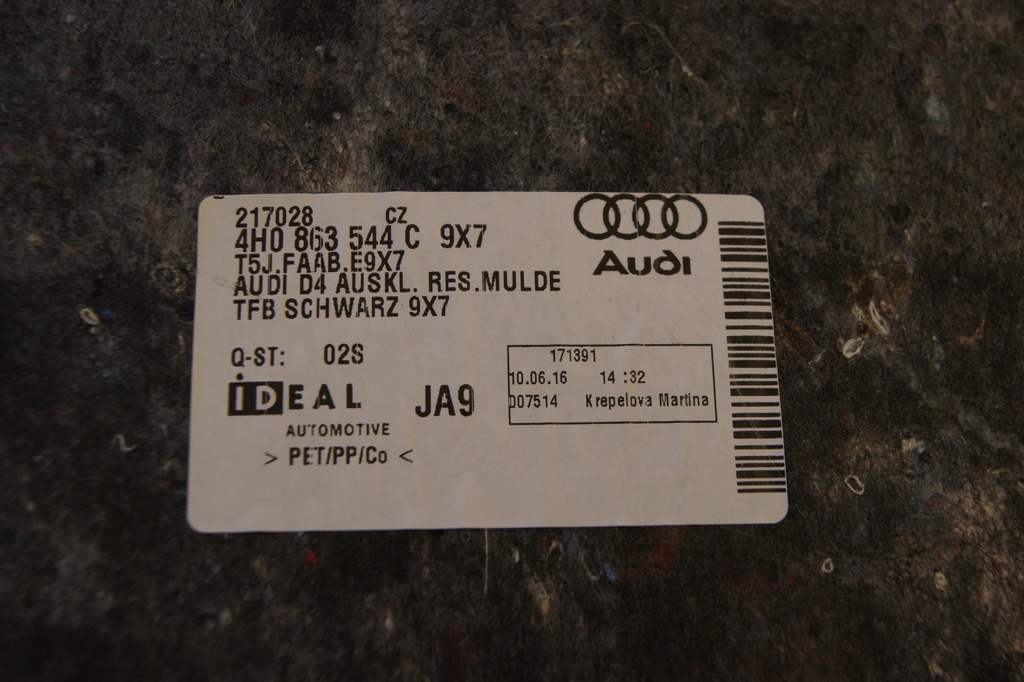 217028 CZ
4H0 863 544 C 9X7
T5J.FAAB.E9X7
AUDI D4 AUSKL. RES.MULDE
TFB SCHWARZ 9X7
Audi
Q-ST: 02S
iDEAL
AUTOMOTIVE
JA9
> PET/PP/Co <
171391
10.06.16 14:32
007514 Krepelova Martina